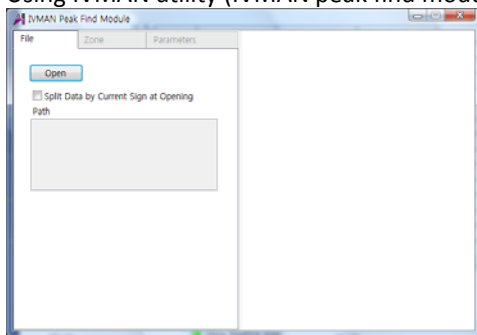 Using IVMAN utility (IVMAN peak find modu
IVMAN Peak Find Module
File Zone Parameters
Open
Split Data by Current Sign at Opening
Path